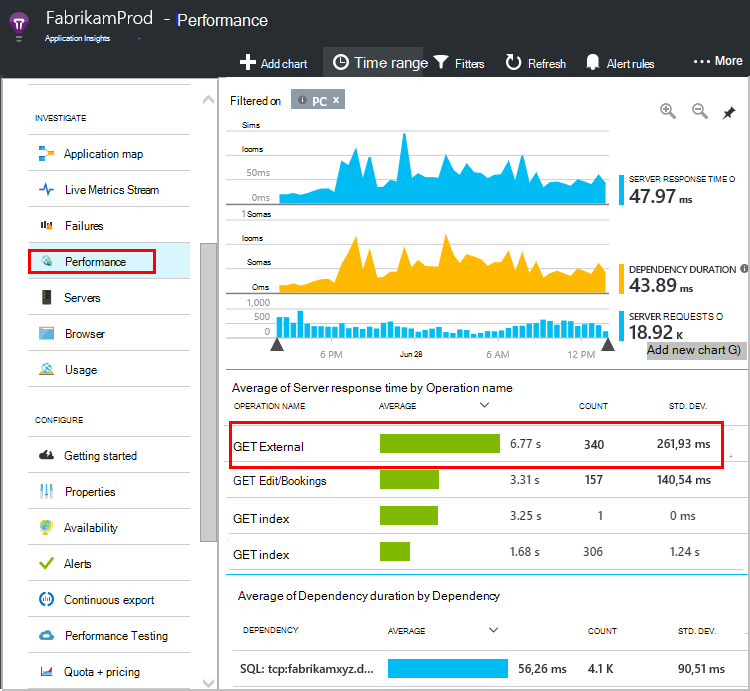 FabrikamProd - Performance
Application Insights
Add chart Time range Fitters Refresh Alert rules ... More
INVESTIGATE
Application map
Live Metrics Stream
Failures
Performance
Servers
Browser
Usage
CONFIGURE
Getting started
Properties
Availability
Alerts
Continuous export
Performance Testing
Quota + pricing
Filtered on PC x
Sims
Iooms
50ms
0ms
SERVER RESPONSE TIME O
47.97 ms
1 Somas
Iooms
Somas
Oms
DEPENDENCY DURATION
43.89 ms
1,000
500
0
SERVER REQUESTS O
18.92 K
6 PM Jun 28 6 AM 12 PM
Add new chart G)
Average of Server response time by Operation name
OPERATION NAME AVERAGE COUNT STD. DEV.
GET External 6.77 s 340 261,93 ms
GET Edit/Bookings 3.31 s 157 140,54 ms
GET index 3.25 s 1 0 ms
GET index 1.68 s 306 1.24 s
Average of Dependency duration by Dependency
DEPENDENCY AVERAGE COUNT STD. DEV.
SQL: tcp:fabrikamxyz.d... 56,26 ms 4.1 K 90,51 ms